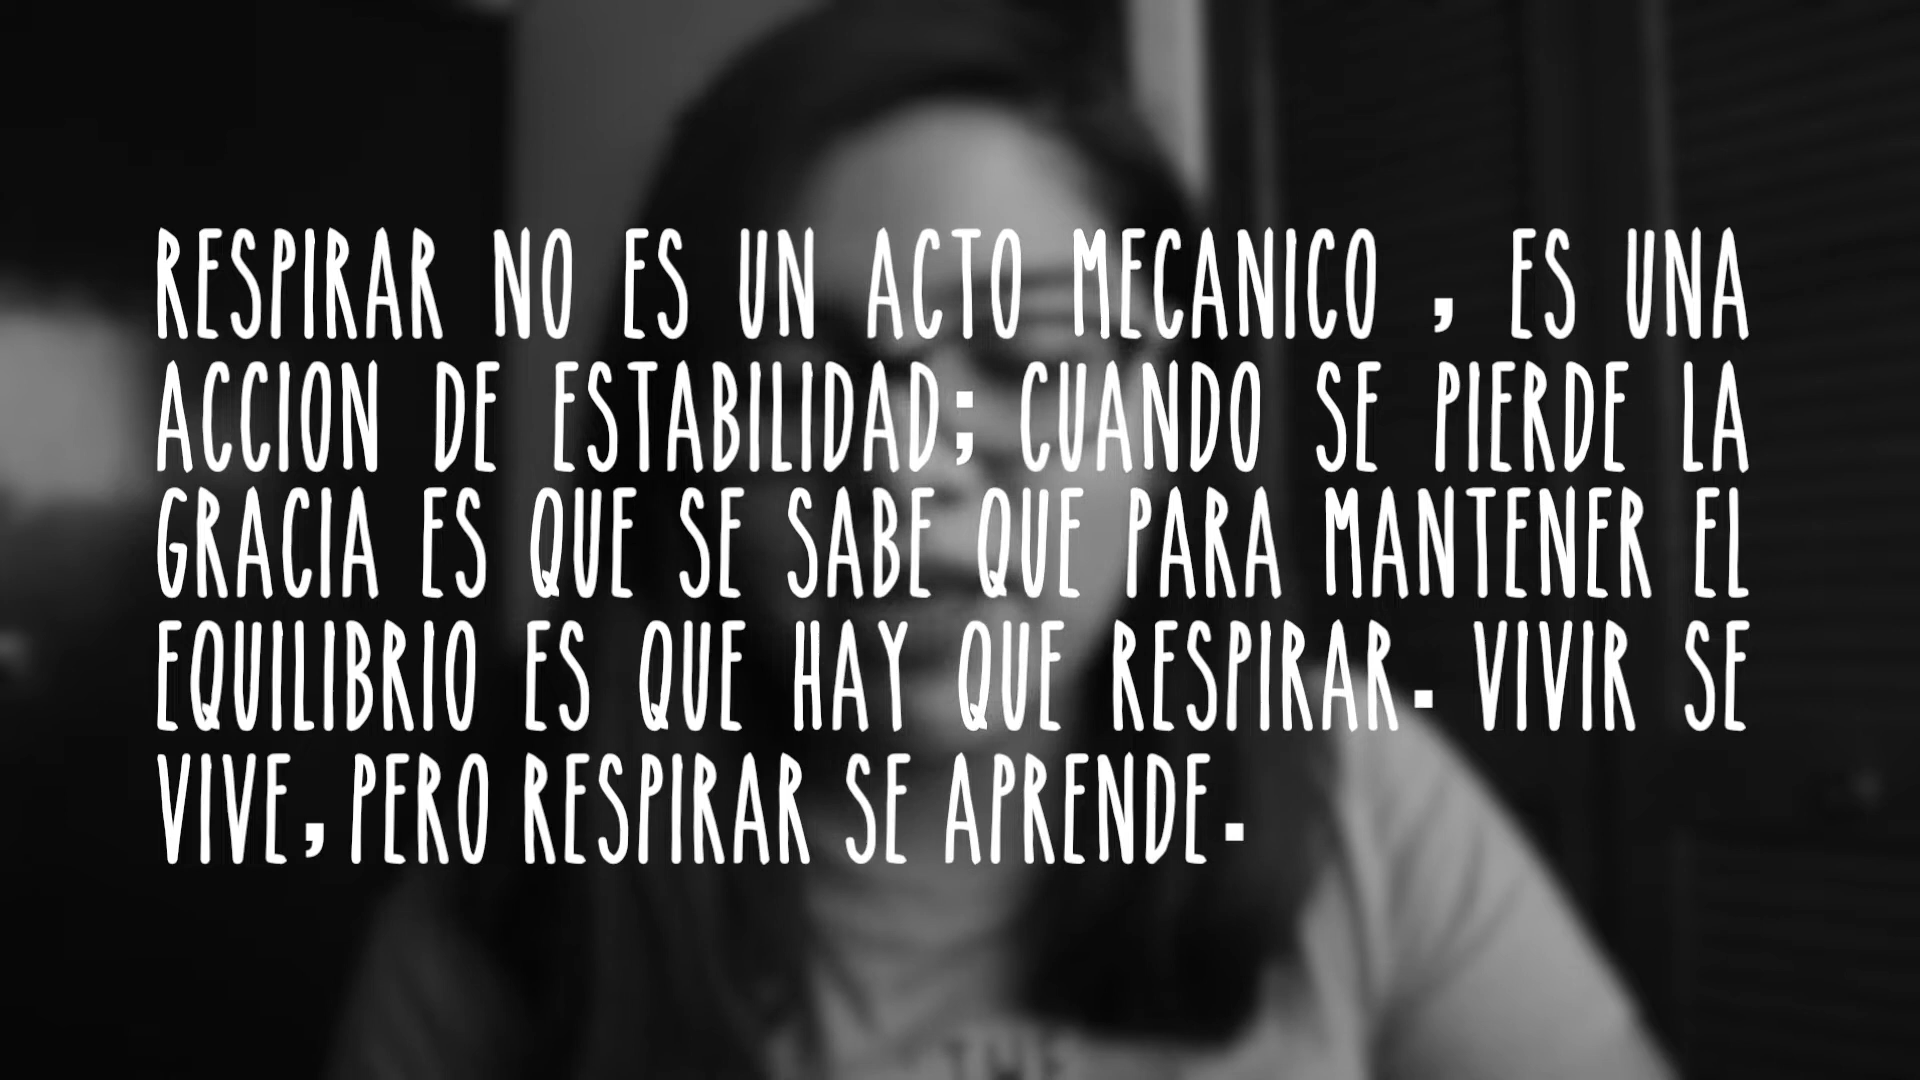 RESPIRAR NO ES UN ACTO MECANICO , ES UNA
ACCION DE ESTABILIDAD; CUANDO SE PIERDE LA
GRACIA ES QUE SE SABE QUE PARA MANTENER EL
EQUILIBRIO ES QUE HAY QUE RESPIRAR. VIVIR SE
VIVE, PERO RESPIRAR SE APRENDE.
THE